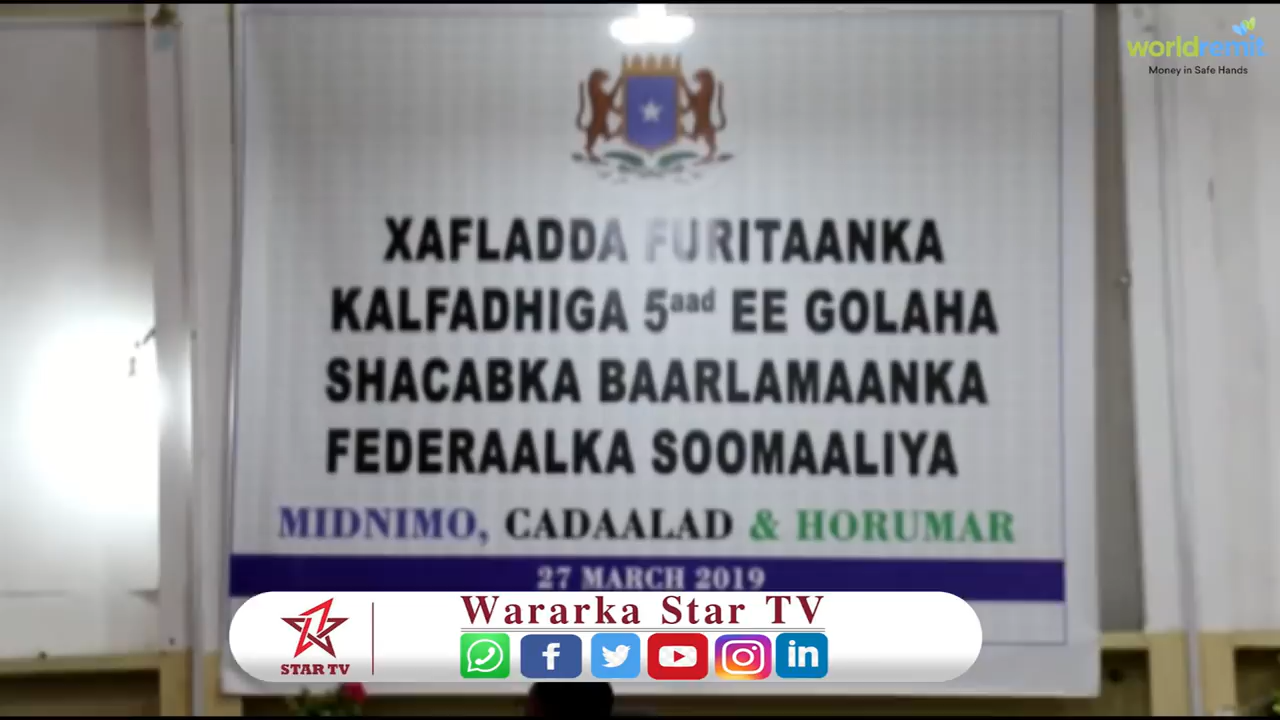 worldremit
Money in Safe Hands
XAFLADDA FURITAANKA
KALFADHIGA 5aad EE GOLAHA
SHACABKA BAARLAMAANKA
FEDERAALKA SOOMAALIYA
MIDNIMO, CADAALAD & HORUMAR
27 MARCH 2019
Wararka Star TV
STAR TV